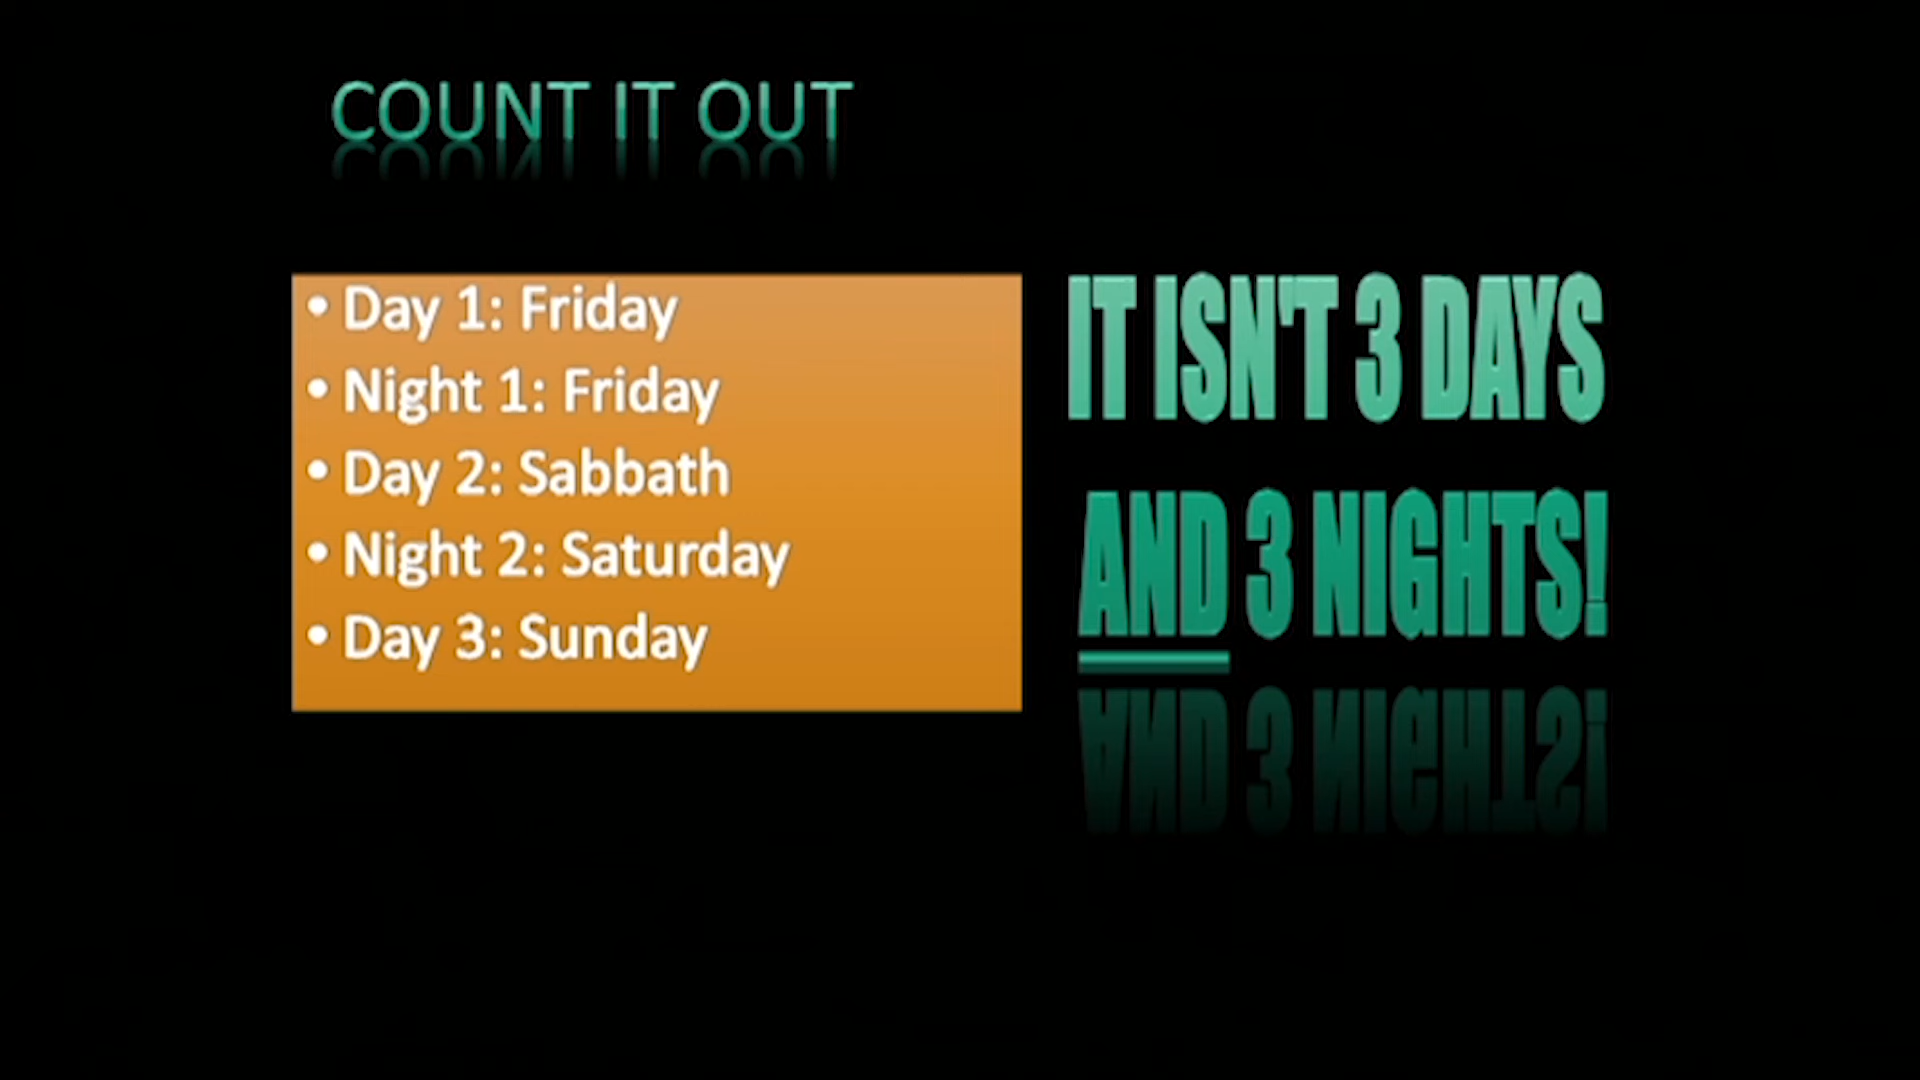 COUNT IT OUT
• Day 1: Friday
• Night 1: Friday
• Day 2: Sabbath
• Night 2: Saturday
• Day 3: Sunday
IT ISN'T 3 DAYS
AND 3 NIGHTS!